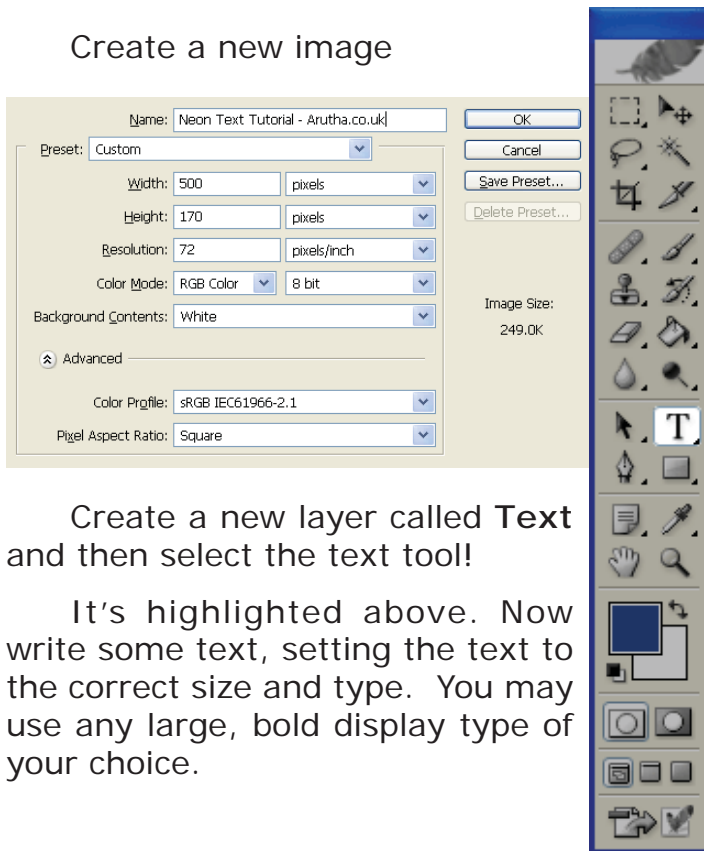 Create a new image
Name: Neon Text Tutorial - Arutha.co.uk OK
Preset: Custom Cancel
Width: 500 pixels Save Preset...
Height: 170 pixels Delete Preset...
Resolution: 72 pixels/inch
Color Mode: RGB Color 8 bit
Image Size:
Background Contents: White
249.0K
Advanced
Color Profile: sRGB IEC61966-2.1
Pixel Aspect Ratio: Square
T
Create a new layer called Text
and then select the text tool!
It's highlighted above. Now
write some text, setting the text to
the correct size and type. You may
use any large, bold display type of
your choice.